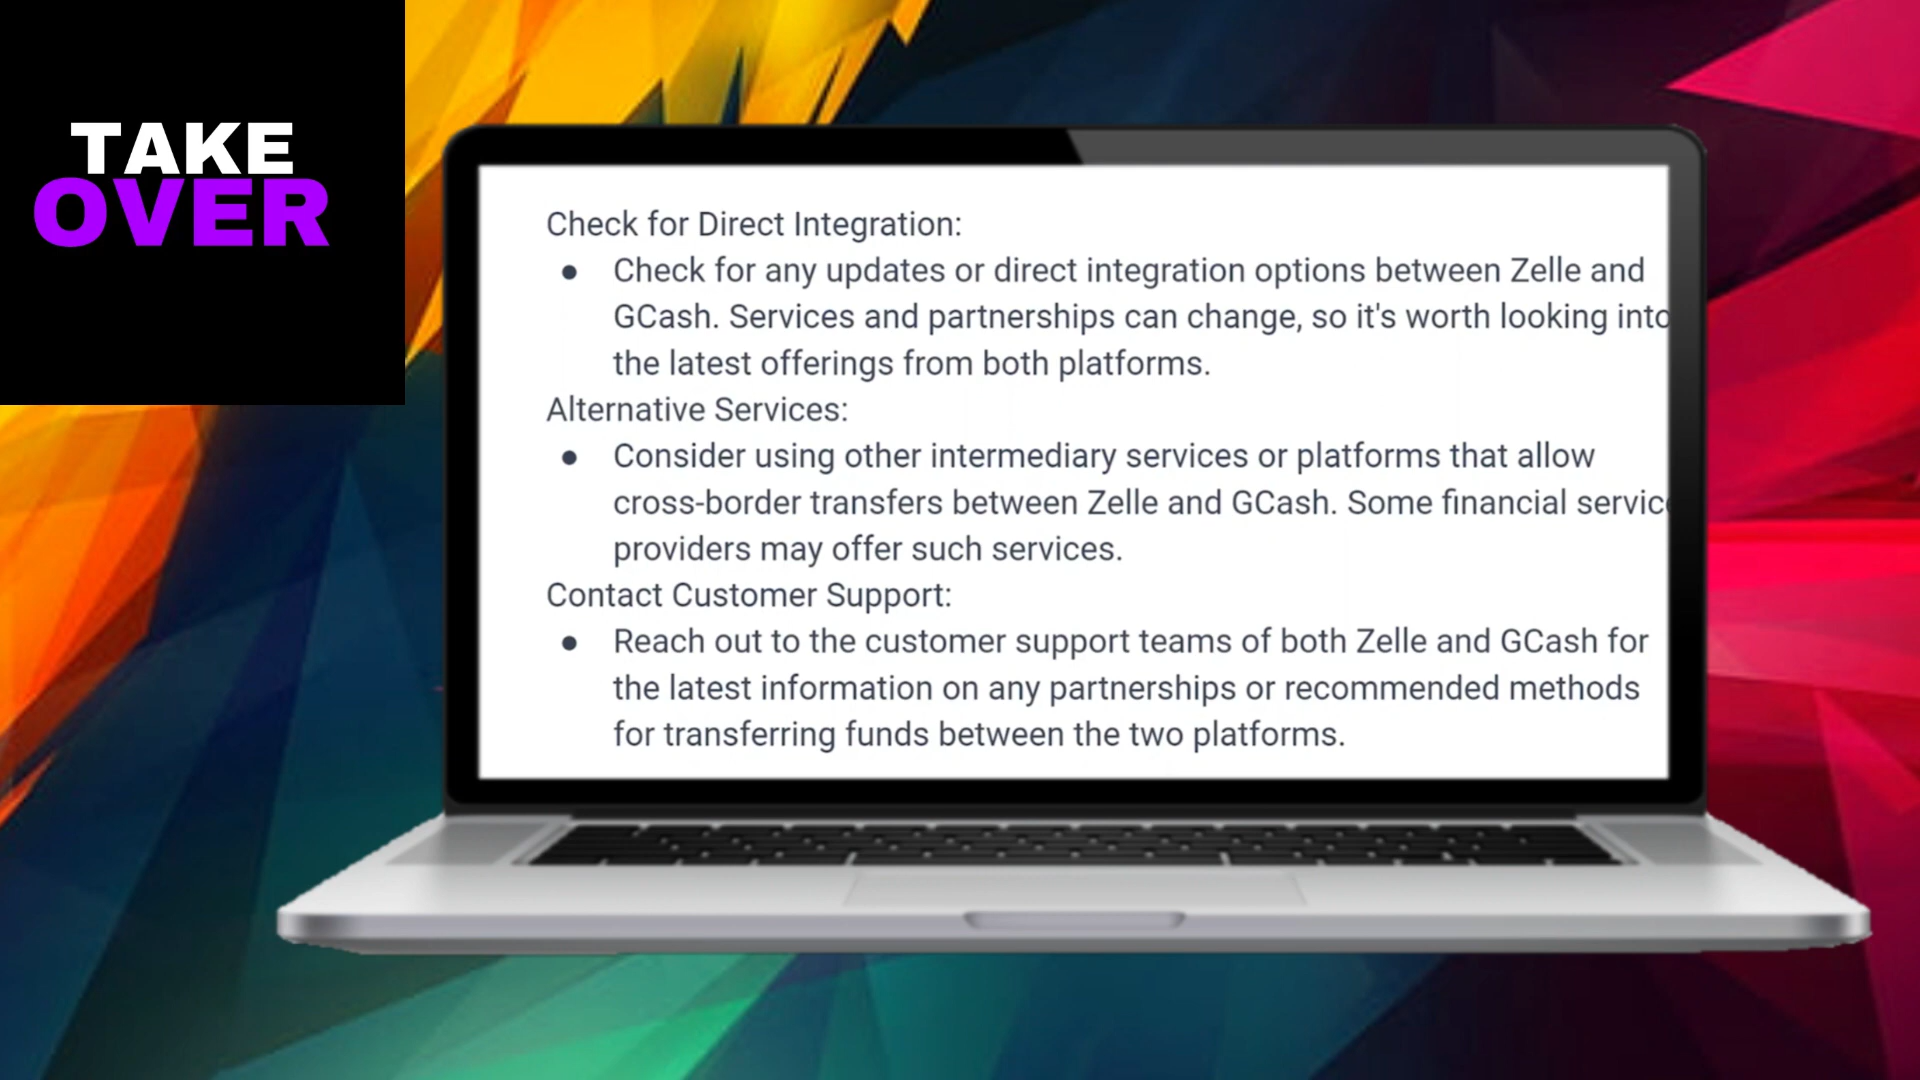 TAKE
OVER
Check for Direct Integration:
● Check for any updates or direct integration options between Zelle and
GCash. Services and partnerships can change, so it's worth looking into
the latest offerings from both platforms.
Alternative Services:
● Consider using other intermediary services or platforms that allow
cross-border transfers between Zelle and GCash. Some financial servic
providers may offer such services.
Contact Customer Support:
● Reach out to the customer support teams of both Zelle and GCash for
the latest information on any partnerships or recommended methods
for transferring funds between the two platforms.